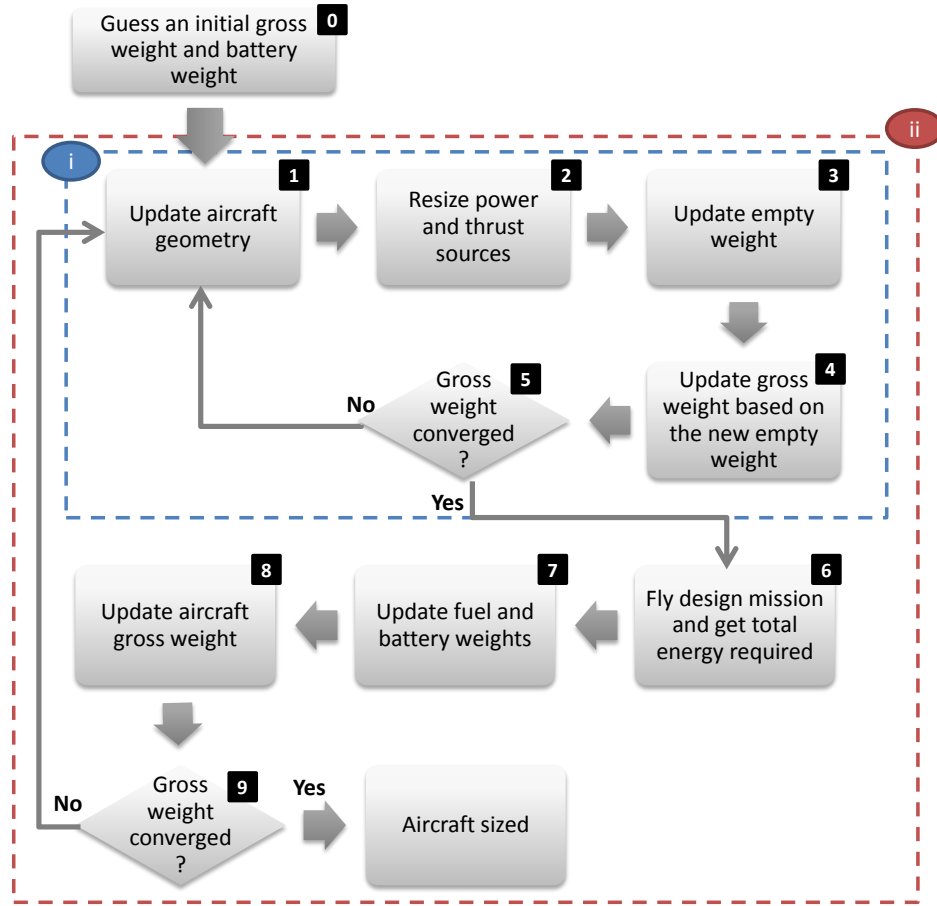 0
Guess an initial gross
weight and battery
weight
ii
i
1
Update aircraft
geometry
2
Resize power
and thrust
sources
3
Update empty
weight
4
Update gross
weight based on
the new empty
weight
5
Gross
weight
converged
?
No
Yes
6
Fly design mission
and get total
energy required
7
Update fuel and
battery weights
8
Update aircraft
gross weight
9
Gross
weight
converged
?
No
Yes
Aircraft sized